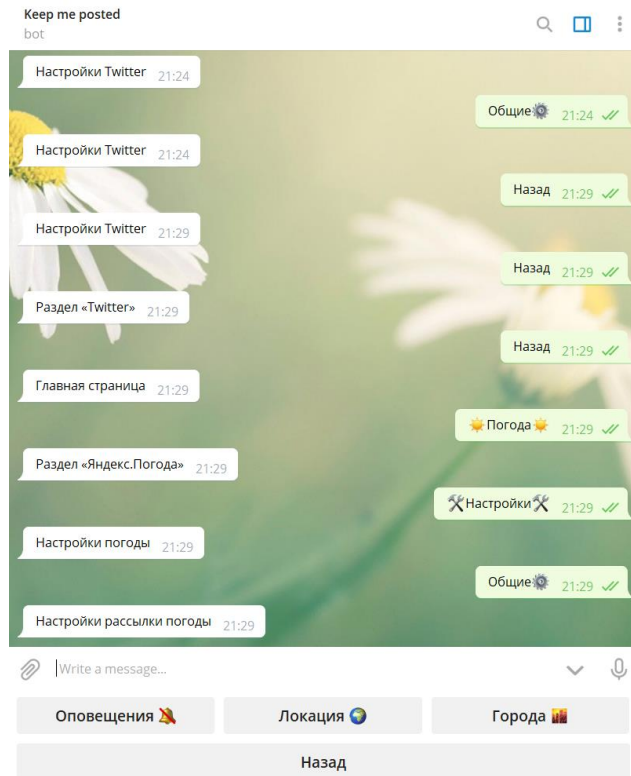 Keep me posted
bot
Настройки Twitter 21:24
Общие⚙ 21:24
Настройки Twitter 21:24
Назад 21:29
Настройки Twitter 21:29
Назад 21:29
Раздел «Twitter» 21:29
Назад 21:29
Главная страница 21:29
☀Погода☀ 21:29
Раздел «Яндекс.Погода» 21:29
🛠Настройки🛠 21:29
Настройки погоды 21:29
Общие⚙ 21:29
Настройки рассылки погоды 21:29
Write a message...
Оповещения 🔕 Локация 🌍 Города 🌇
Назад